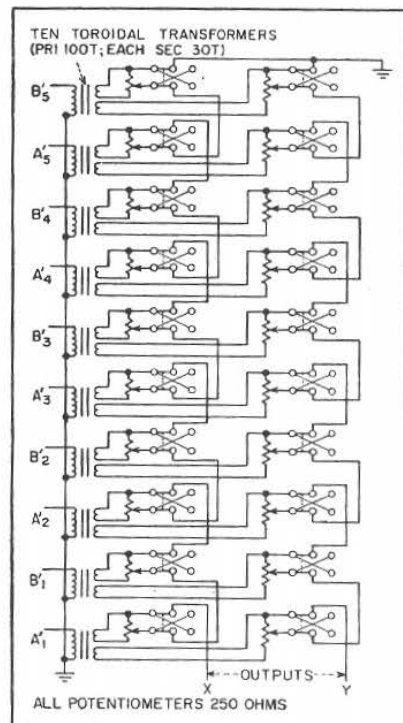 TEN TOROIDAL TRANSFORMERS
(PRI 100T; EACH SEC 30T)
B'5
A'5
B'4
A'4
B'3
A'3
B'2
A'2
B'1
A'1
OUTPUTS
X Y
ALL POTENTIOMETERS 250 OHMS